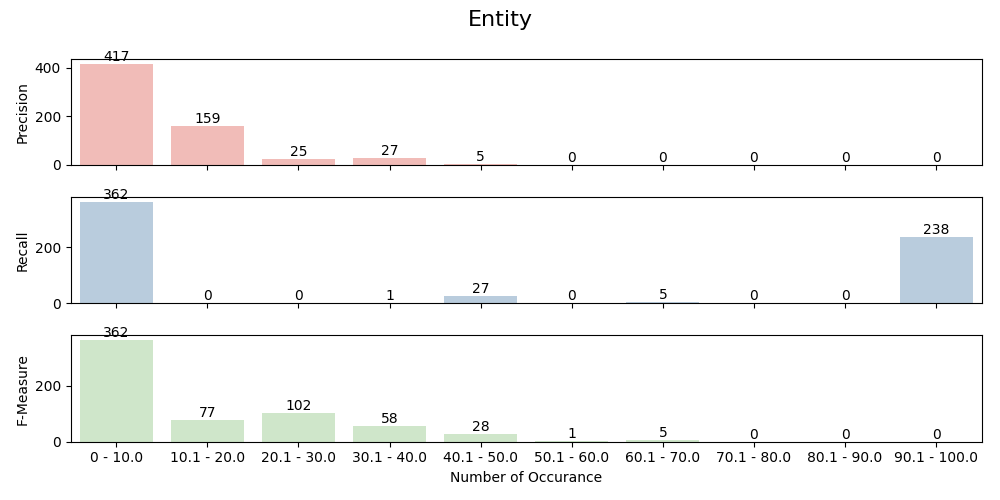 Entity
Precision
400
200
0
417
159
25
27
5
0
0
0
0
0
Recall
200
0
362
0
0
1
27
0
5
0
0
238
F-Measure
200
0
362
77
102
58
28
1
5
0
0
0
0 - 10.0
10.1 - 20.0
20.1 - 30.0
30.1 - 40.0
40.1 - 50.0
50.1 - 60.0
60.1 - 70.0
70.1 - 80.0
80.1 - 90.0
90.1 - 100.0
Number of Occurance